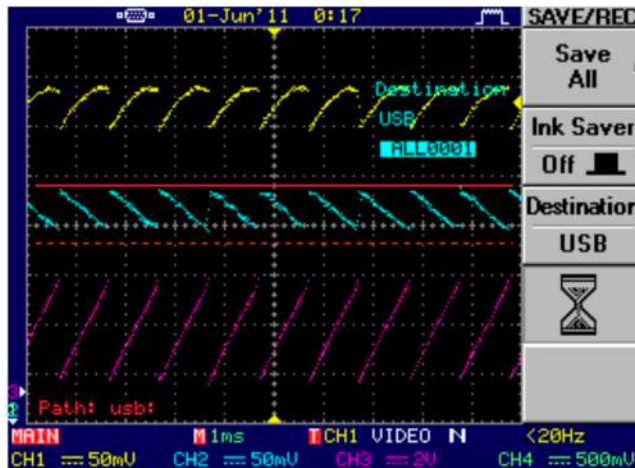 01-Jun'11 0:17 SAVE/REC
Save
All
Destination
USB
ALL0001
Ink Saver
Off
Destination
USB
Path: usb:
MAIN M 1ms T CH1 VIDEO N <20Hz
CH1 50mV CH2 50mV CH3 2V CH4 500mV